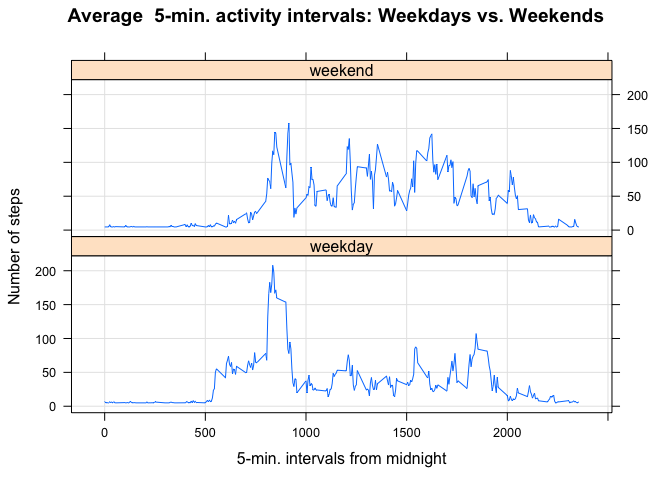 Average  5-min. activity intervals: Weekdays vs. Weekends
weekend
200
150
100
50
0
Number of steps
weekday
200
150
100
50
0
0 500 1000 1500 2000
5-min. intervals from midnight